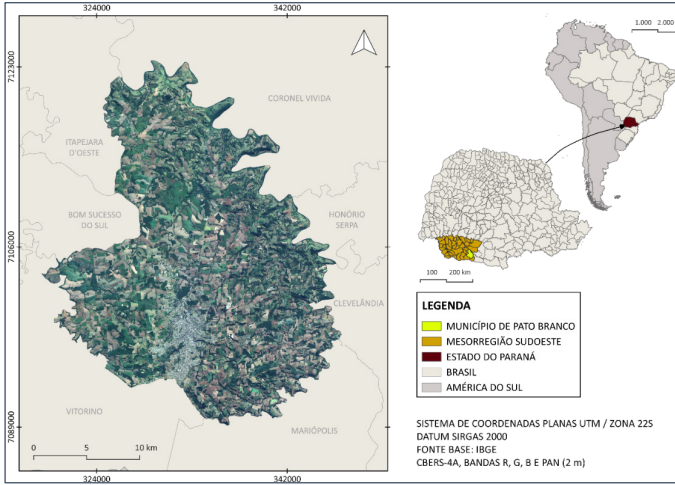 324000
342000
7123000
7106000
7089000
CORONEL VIVIDA
ITAPEJARA
D'OESTE
BOM SUCESSO
DO SUL
HONÓRIO
SERPA
CLEVELÂNDIA
VITORINO
MARIÓPOLIS
0 5 10 km
324000
342000
1.000 2.000
100 200 km
LEGENDA
MUNICÍPIO DE PATO BRANCO
MESORREGIÃO SUDOESTE
ESTADO DO PARANÁ
BRASIL
AMÉRICA DO SUL
SISTEMA DE COORDENADAS PLANAS UTM / ZONA 22S
DATUM SIRGAS 2000
FONTE BASE: IBGE
CBERS-4A, BANDAS R, G, B E PAN (2 m)